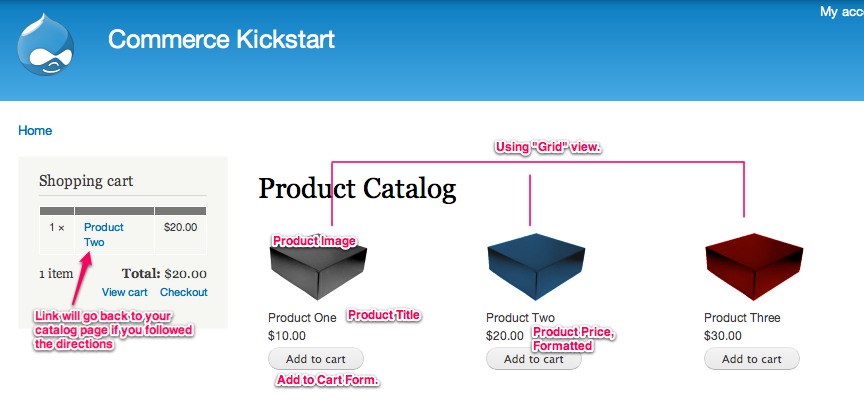 My acc
Commerce Kickstart
Home
Using "Grid" view.
Shopping cart
1 × Product Two $20.00
1 item Total: $20.00
View cart Checkout
Link will go back to your
catalog page if you followed
the directions
Product Catalog
Product Image
Product One Product Title
$10.00
Add to cart
Add to Cart Form.
Product Two
$20.00 Product Price,
Formatted
Add to cart
Product Three
$30.00
Add to cart